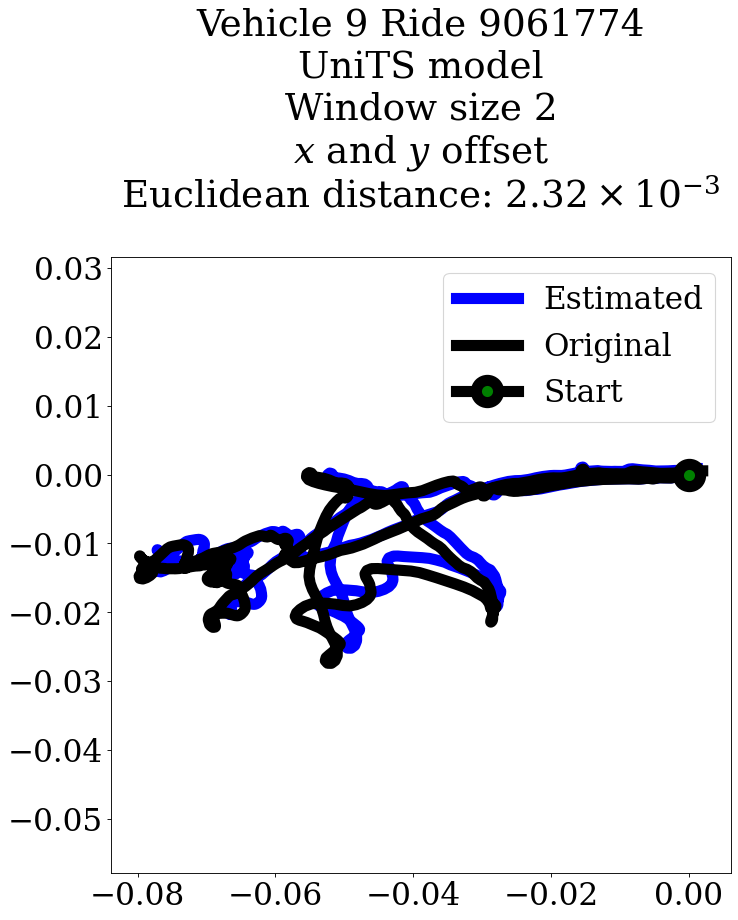 Vehicle 9 Ride 9061774
UniTS model
Window size 2
x and y offset
Euclidean distance: 2.32 × 10⁻³
0.03
0.02
0.01
0.00
−0.01
−0.02
−0.03
−0.04
−0.05
Estimated
Original
Start
−0.08 −0.06 −0.04 −0.02 0.00